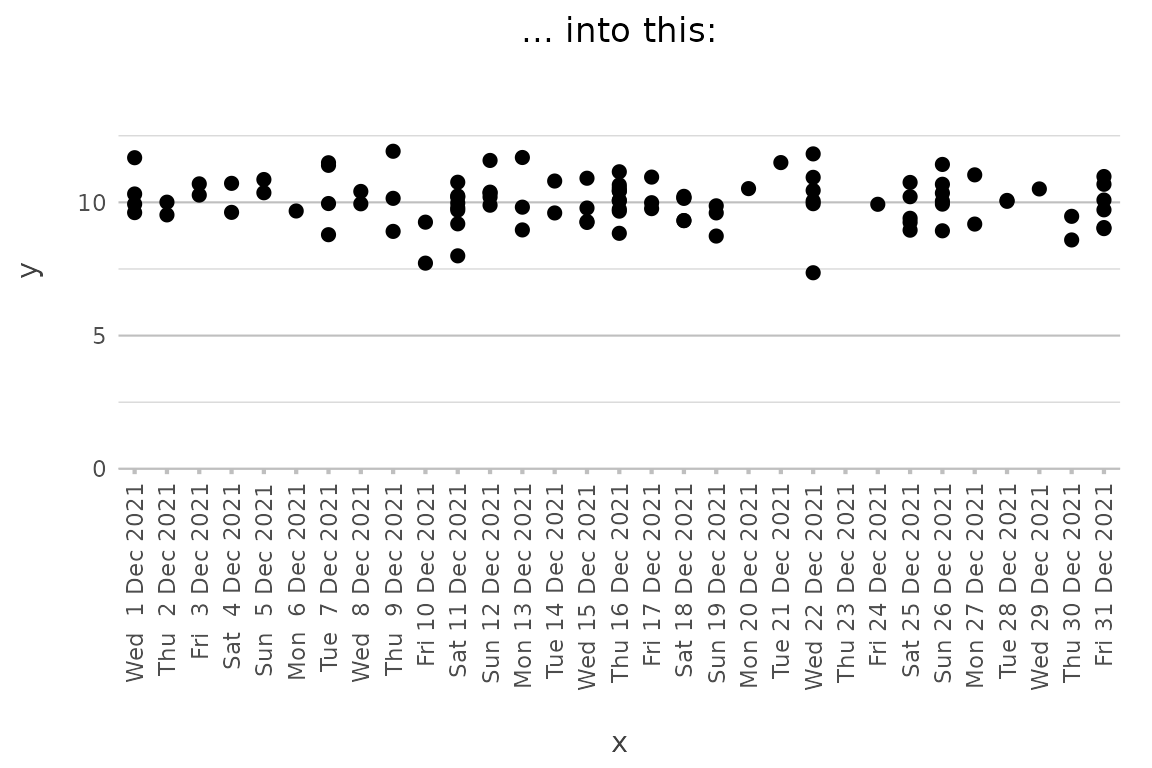 ... into this:
y
10
5
0
Wed  1 Dec 2021
Thu  2 Dec 2021
Fri  3 Dec 2021
Sat  4 Dec 2021
Sun  5 Dec 2021
Mon  6 Dec 2021
Tue  7 Dec 2021
Wed  8 Dec 2021
Thu  9 Dec 2021
Fri 10 Dec 2021
Sat 11 Dec 2021
Sun 12 Dec 2021
Mon 13 Dec 2021
Tue 14 Dec 2021
Wed 15 Dec 2021
Thu 16 Dec 2021
Fri 17 Dec 2021
Sat 18 Dec 2021
Sun 19 Dec 2021
Mon 20 Dec 2021
Tue 21 Dec 2021
Wed 22 Dec 2021
Thu 23 Dec 2021
Fri 24 Dec 2021
Sat 25 Dec 2021
Sun 26 Dec 2021
Mon 27 Dec 2021
Tue 28 Dec 2021
Wed 29 Dec 2021
Thu 30 Dec 2021
Fri 31 Dec 2021
x